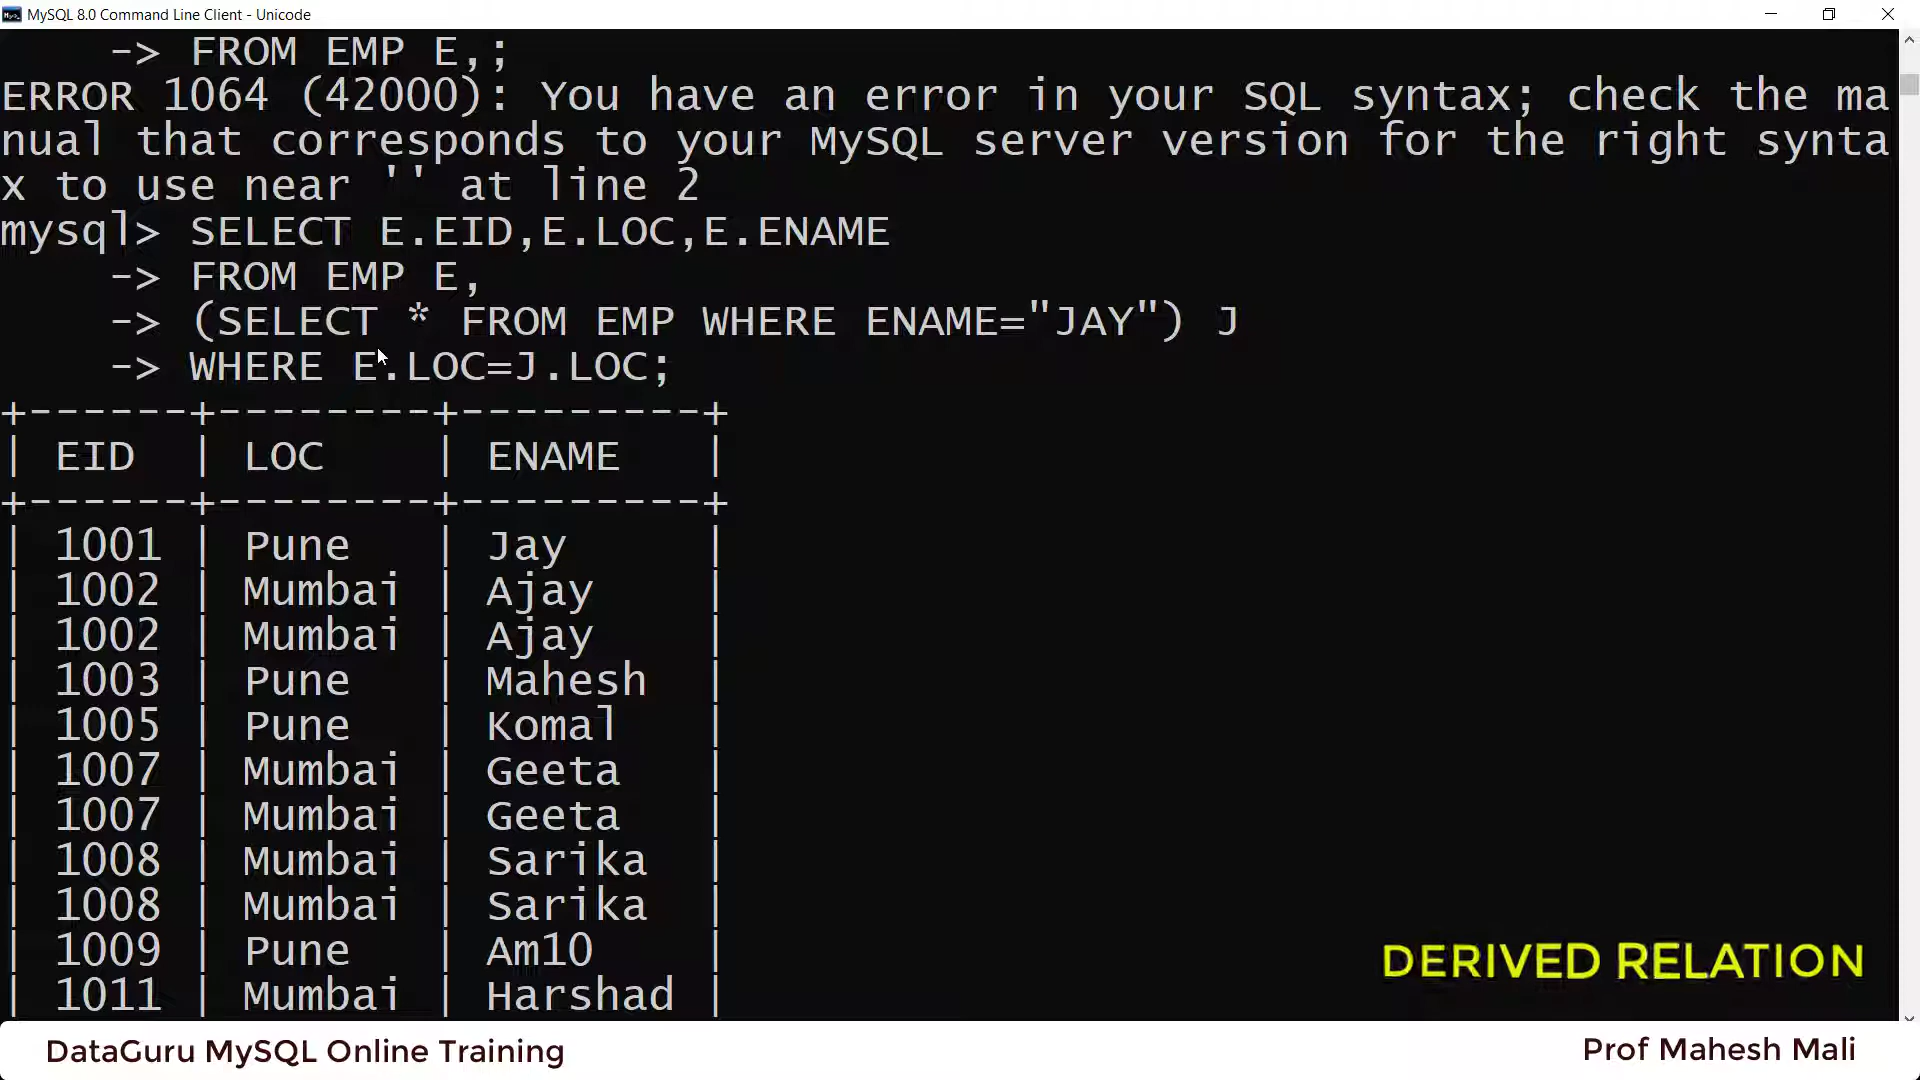 MySQL 8.0 Command Line Client - Unicode
    -> FROM EMP E,;
ERROR 1064 (42000): You have an error in your SQL syntax; check the ma
nual that corresponds to your MySQL server version for the right synta
x to use near '' at line 2
mysql> SELECT E.EID,E.LOC,E.ENAME
    -> FROM EMP E,
    -> (SELECT * FROM EMP WHERE ENAME="JAY") J
    -> WHERE E.LOC=J.LOC;
+------+--------+---------+
| EID  | LOC    | ENAME   |
+------+--------+---------+
| 1001 | Pune   | Jay     |
| 1002 | Mumbai | Ajay    |
| 1002 | Mumbai | Ajay    |
| 1003 | Pune   | Mahesh  |
| 1005 | Pune   | Komal   |
| 1007 | Mumbai | Geeta   |
| 1007 | Mumbai | Geeta   |
| 1008 | Mumbai | Sarika  |
| 1008 | Mumbai | Sarika  |
| 1009 | Pune   | Am10    |
| 1011 | Mumbai | Harshad |
DERIVED RELATION
DataGuru MySQL Online Training
Prof Mahesh Mali